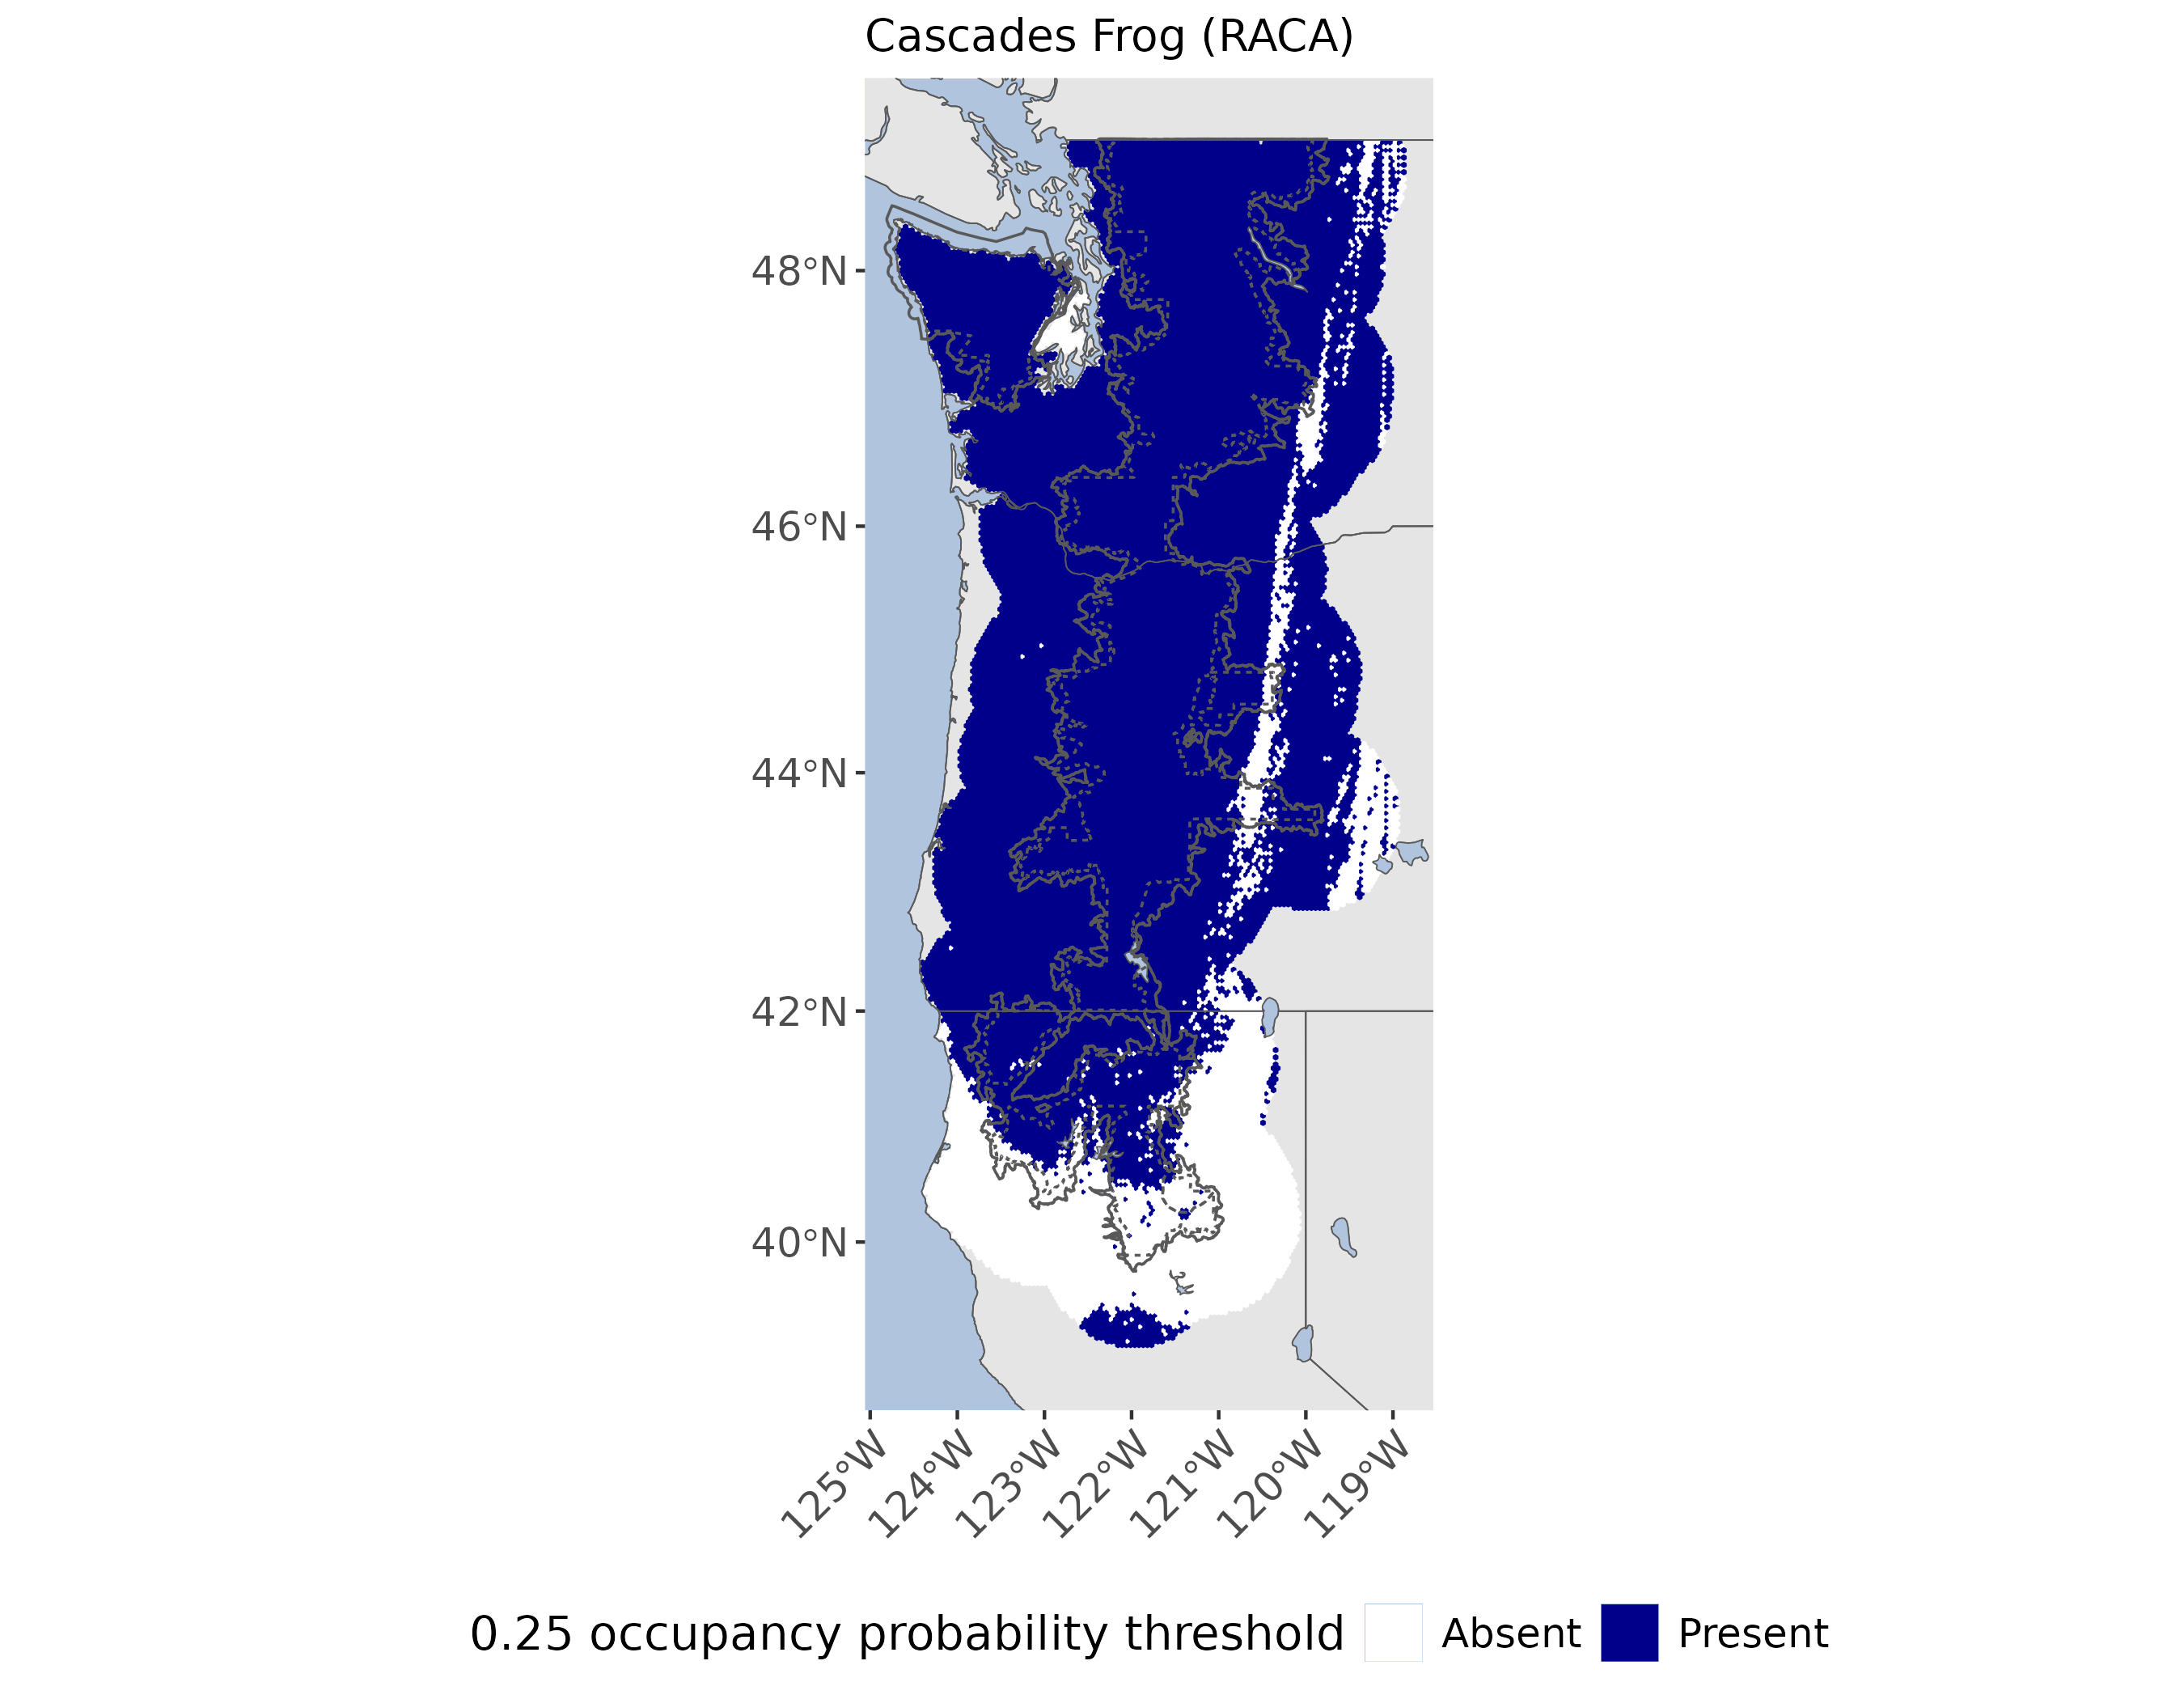 Cascades Frog (RACA)
48°N
46°N
44°N
42°N
40°N
125°W
124°W
123°W
122°W
121°W
120°W
119°W
0.25 occupancy probability threshold Absent Present